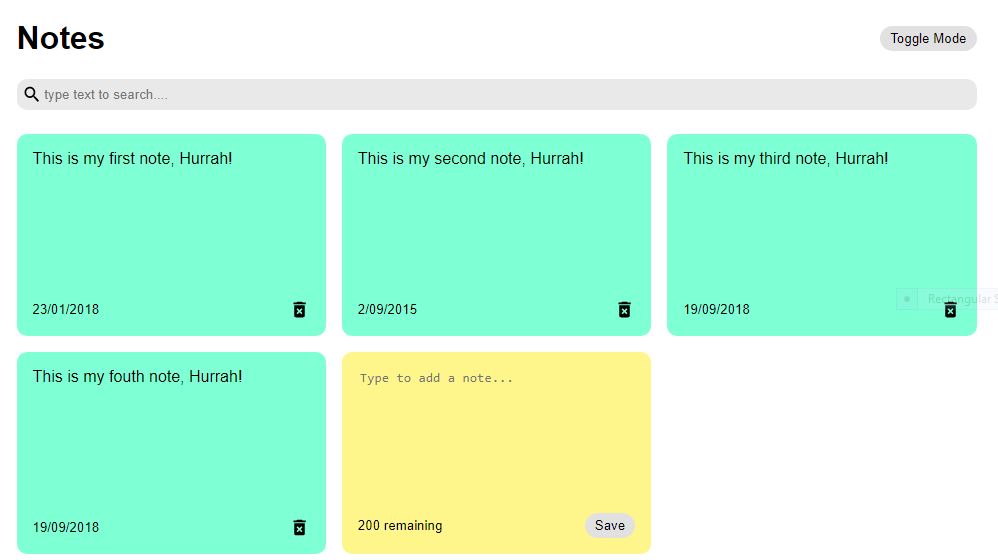 Notes
Toggle Mode
type text to search....
This is my first note, Hurrah!
23/01/2018
This is my second note, Hurrah!
2/09/2015
This is my third note, Hurrah!
19/09/2018
Rectangular S
This is my fouth note, Hurrah!
19/09/2018
Type to add a note...
200 remaining
Save